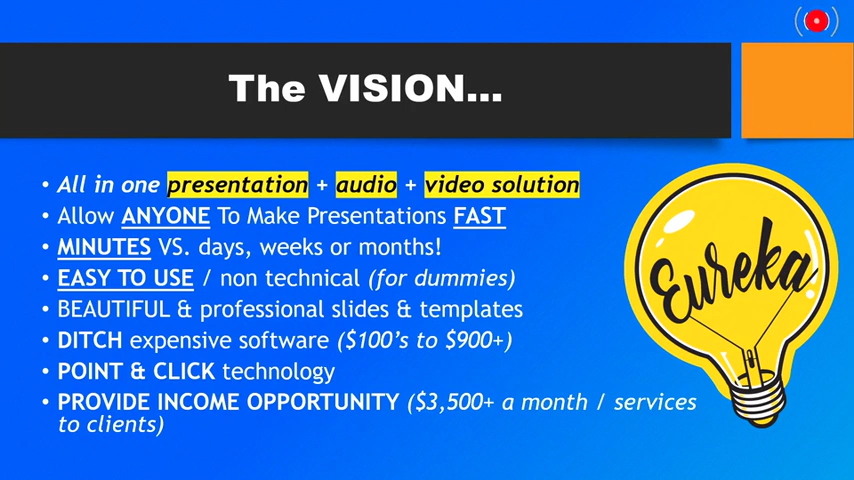 The VISION...
• All in one presentation + audio + video solution
• Allow ANYONE To Make Presentations FAST
• MINUTES VS. days, weeks or months!
• EASY TO USE / non technical (for dummies)
• BEAUTIFUL & professional slides & templates
• DITCH expensive software ($100's to $900+)
• POINT & CLICK technology
• PROVIDE INCOME OPPORTUNITY ($3,500+ a month / services
to clients)
Eureka